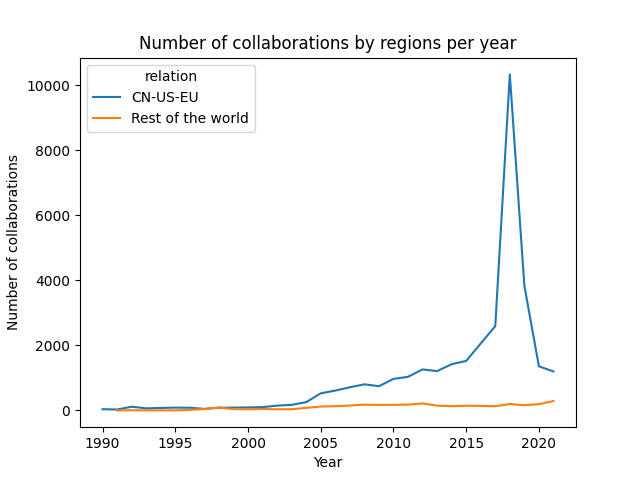 Number of collaborations by regions per year
relation
CN-US-EU
Rest of the world
Number of collaborations
10000
8000
6000
4000
2000
0
1990 1995 2000 2005 2010 2015 2020
Year